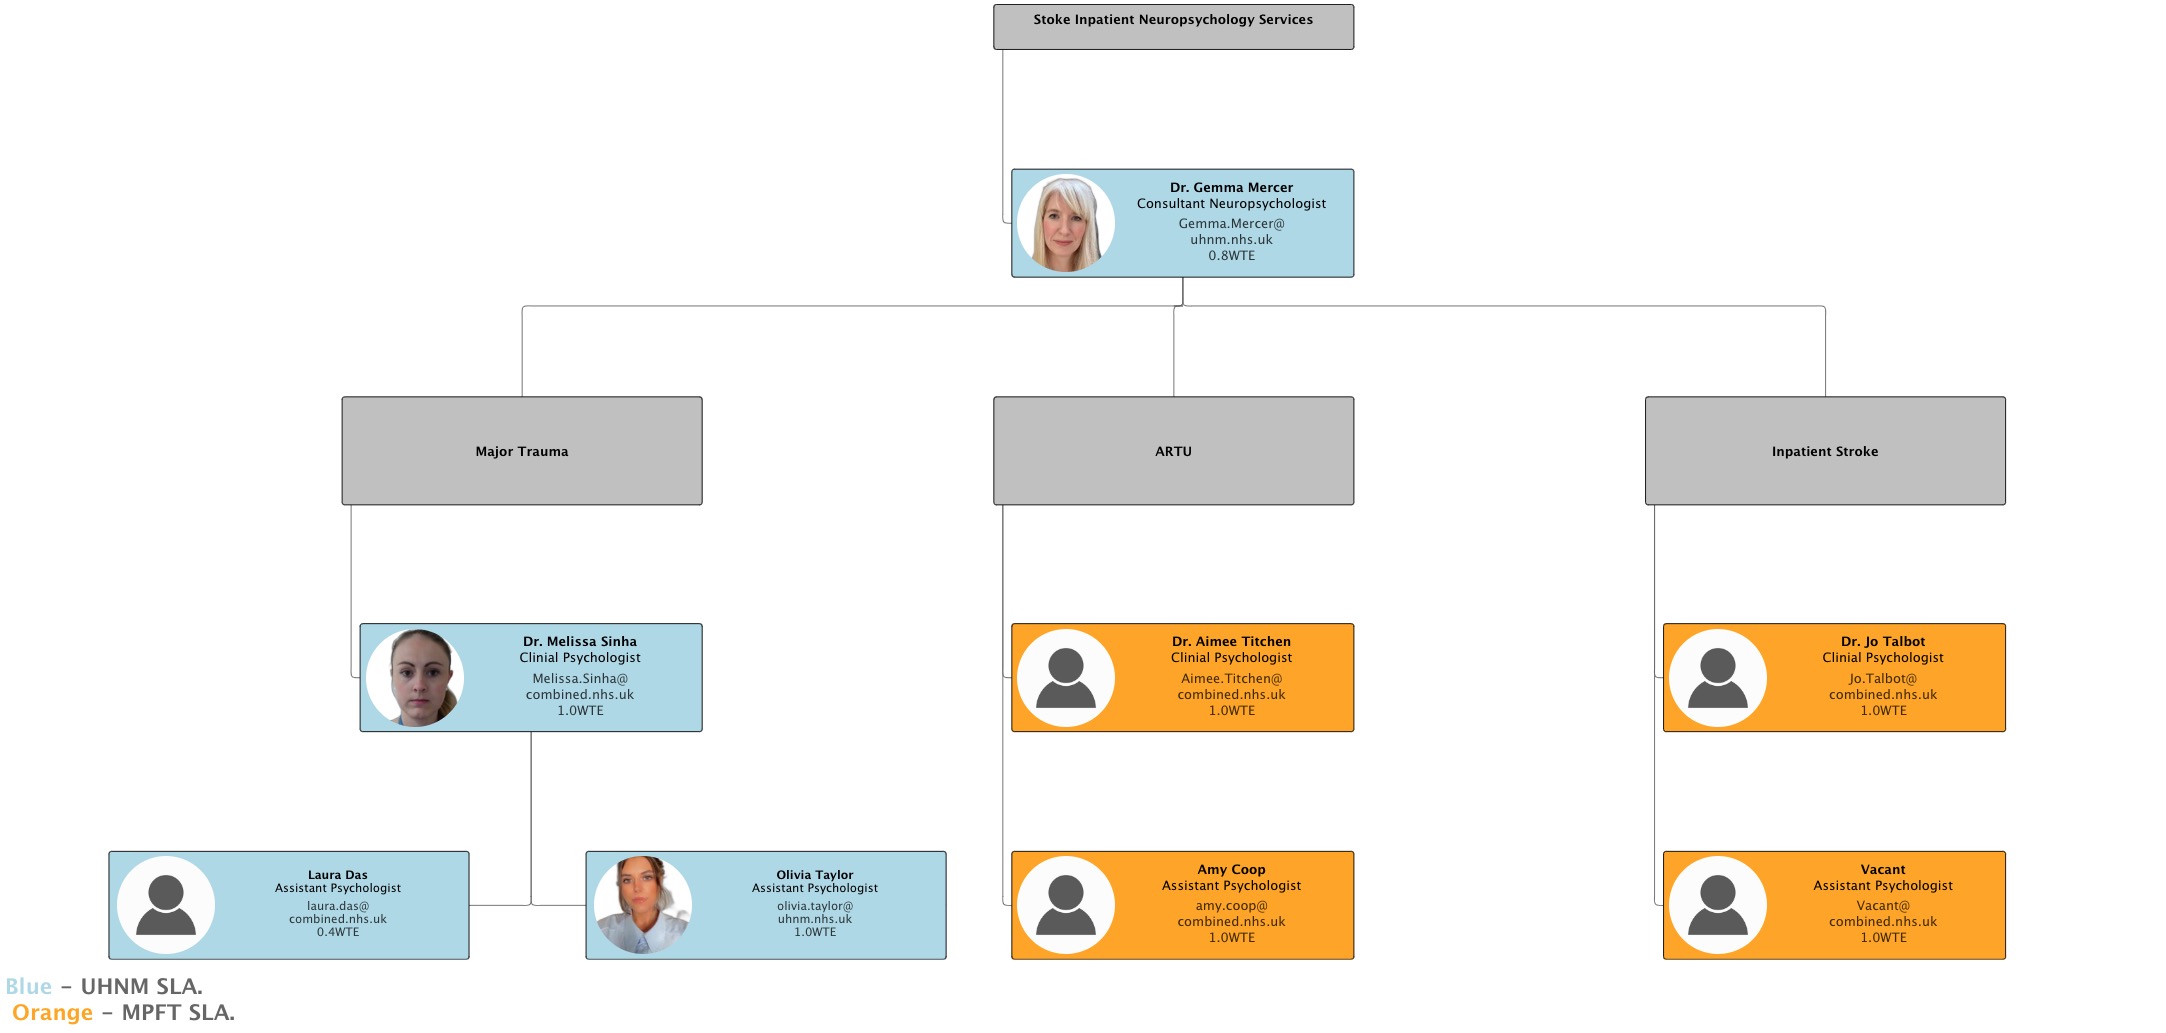 Stoke Inpatient Neuropsychology Services
Dr. Gemma Mercer
Consultant Neuropsychologist
Gemma.Mercer@
uhnm.nhs.uk
0.8WTE
Major Trauma
ARTU
Inpatient Stroke
Dr. Melissa Sinha
Clinial Psychologist
Melissa.Sinha@
combined.nhs.uk
1.0WTE
Dr. Aimee Titchen
Clinial Psychologist
Aimee.Titchen@
combined.nhs.uk
1.0WTE
Dr. Jo Talbot
Clinial Psychologist
Jo.Talbot@
combined.nhs.uk
1.0WTE
Laura Das
Assistant Psychologist
laura.das@
combined.nhs.uk
0.4WTE
Olivia Taylor
Assistant Psychologist
olivia.taylor@
uhnm.nhs.uk
1.0WTE
Amy Coop
Assistant Psychologist
amy.coop@
combined.nhs.uk
1.0WTE
Vacant
Assistant Psychologist
Vacant@
combined.nhs.uk
1.0WTE
Blue – UHNM SLA.
Orange – MPFT SLA.